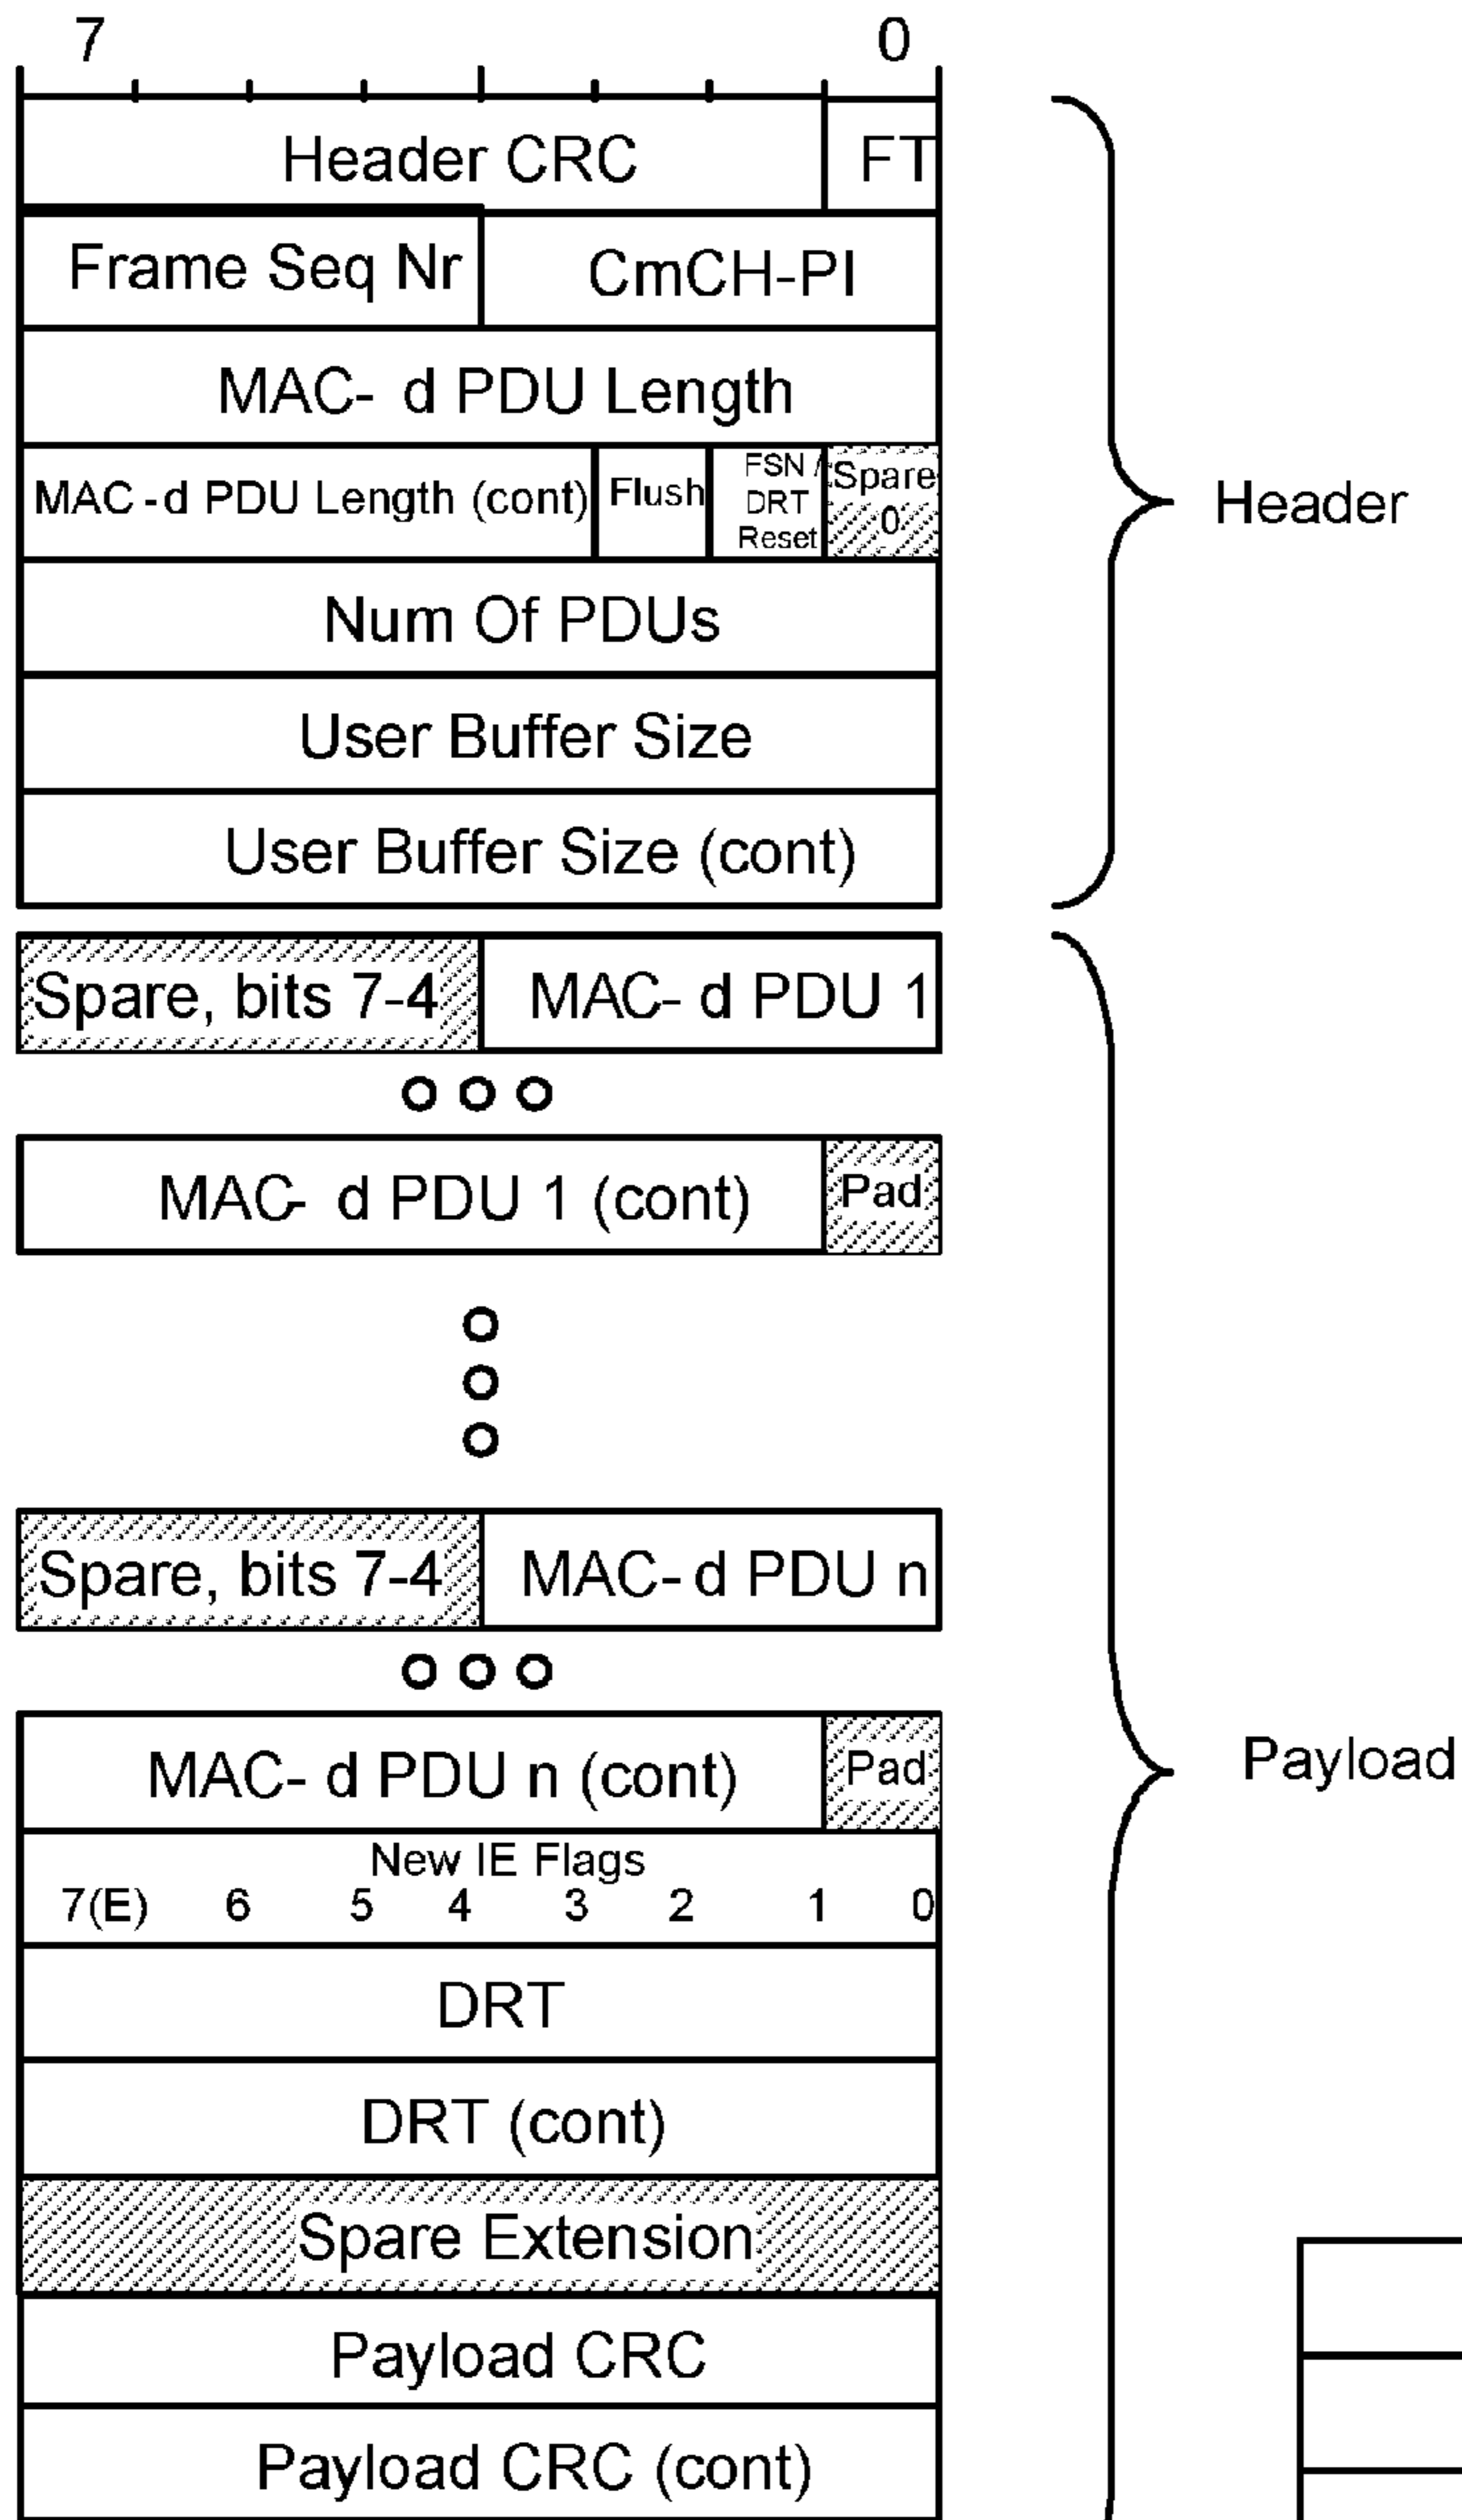 7 0
Header CRC FT
Frame Seq Nr CmCH-PI
MAC- d PDU Length
MAC -d PDU Length (cont) Flush FSN / DRT Reset Spare 0
Header
Num Of PDUs
User Buffer Size
User Buffer Size (cont)
Spare, bits 7-4 MAC- d PDU 1
MAC- d PDU 1 (cont) Pad
Spare, bits 7-4 MAC- d PDU n
MAC- d PDU n (cont) Pad
Payload
New IE Flags
7(E) 6 5 4 3 2 1 0
DRT
DRT (cont)
Spare Extension
Payload CRC
Payload CRC (cont)